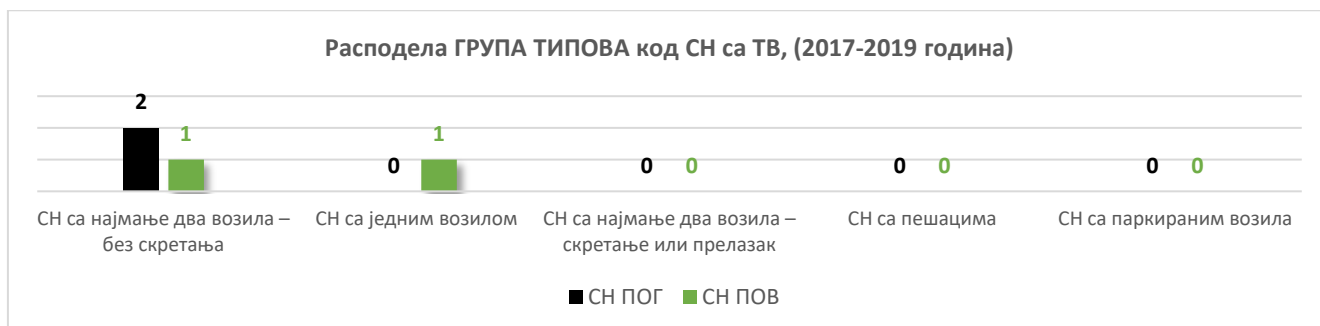 Расподела ГРУПА ТИПОВА код СН са ТВ, (2017-2019 година)
2
1
0
1
0
0
0
0
0
0
СН са најмање два возила –
без скретања
СН са једним возилом
СН са најмање два возила –
скретање или прелазак
СН са пешацима
СН са паркираним возила
СН ПОГ
СН ПОВ